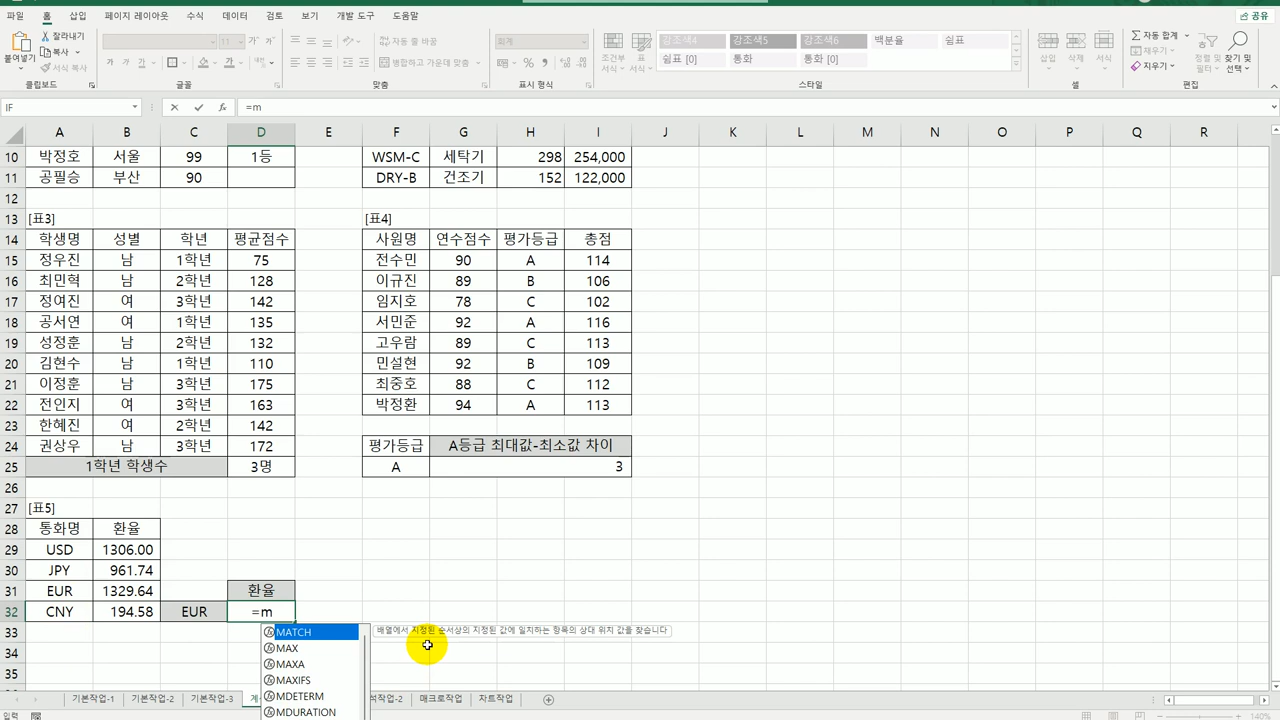 파일 홈 삽입 페이지 레이아웃 수식 데이터 검토 보기 개발 도구 도움말 공유
잘라내기
복사
서식 복사
붙여넣기
클립보드
11
가 가
글꼴
자동 줄 바꿈
병합하고 가운데 맞춤
맞춤
회계
표시 형식
조건부 서식
표 서식
강조색4 강조색5 강조색6 백분율 쉼표
쉼표 [0] 통화 통화 [0]
스타일
삽입 삭제 서식
셀
자동 합계
채우기
지우기
정렬 및 필터
찾기 및 선택
편집
IF =m
A B C D E F G H I J K L M N O P Q R
10 박정호 서울 99 1등 WSM-C 세탁기 298 254,000
11 공필승 부산 90 DRY-B 건조기 152 122,000
12
13 [표3] [표4]
14 학생명 성별 학년 평균점수 사원명 연수점수 평가등급 총점
15 정우진 남 1학년 75 전수민 90 A 114
16 최민혁 남 2학년 128 이규진 89 B 106
17 정여진 여 3학년 142 임지호 78 C 102
18 공서연 여 1학년 135 서민준 92 A 116
19 성정훈 남 2학년 132 고우람 89 C 113
20 김현수 남 1학년 110 민설현 92 B 109
21 이정훈 남 3학년 175 최중호 88 C 112
22 전인지 여 3학년 163 박정환 94 A 113
23 한혜진 여 2학년 142
24 권상우 남 3학년 172 평가등급 A등급 최대값-최소값 차이
25 1학년 학생수 3명 A 3
26
27 [표5]
28 통화명 환율
29 USD 1306.00
30 JPY 961.74
31 EUR 1329.64 환율
32 CNY 194.58 EUR =m
33
34
35
MATCH 배열에서 지정된 순서상의 지정된 값에 일치하는 항목의 상대 위치 값을 찾습니다
MAX
MAXA
MAXIFS
MDETERM
MDURATION
기본작업-1 기본작업-2 기본작업-3 계 석작업-2 매크로작업 차트작업
입력 140%